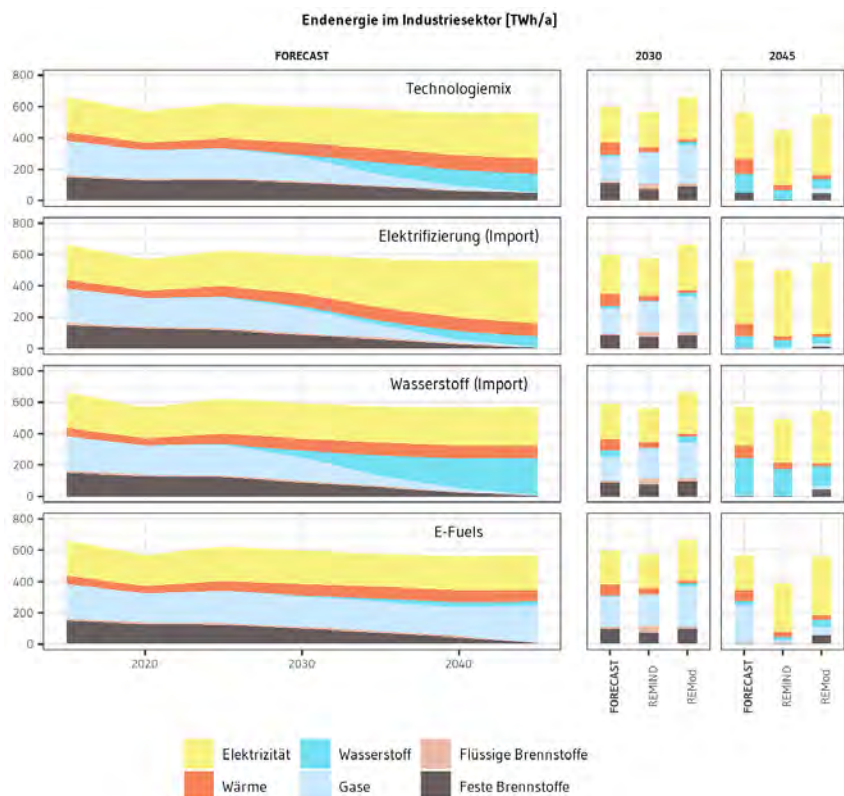 Endenergie im Industriesektor [TWh/a]
FORECAST 2030 2045
Technologiemix
800
600
400
200
0
Elektrifizierung (Import)
800
600
400
200
0
Wasserstoff (Import)
800
600
400
200
0
E-Fuels
800
600
400
200
0
2020 2030 2040
FORECAST REMIND REMod FORECAST REMIND REMod
Elektrizität Wasserstoff Flüssige Brennstoffe
Wärme Gase Feste Brennstoffe